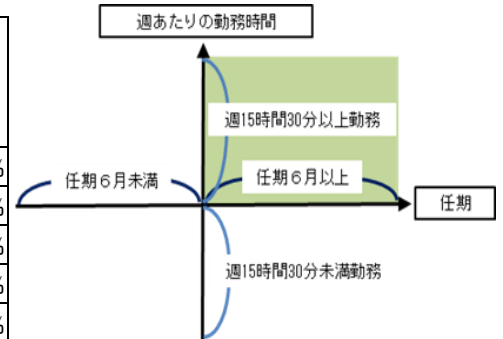 週あたりの勤務時間
週15時間30分以上勤務
任期６月未満
任期６月以上
任期
週15時間30分未満勤務
%
%
%
%
%